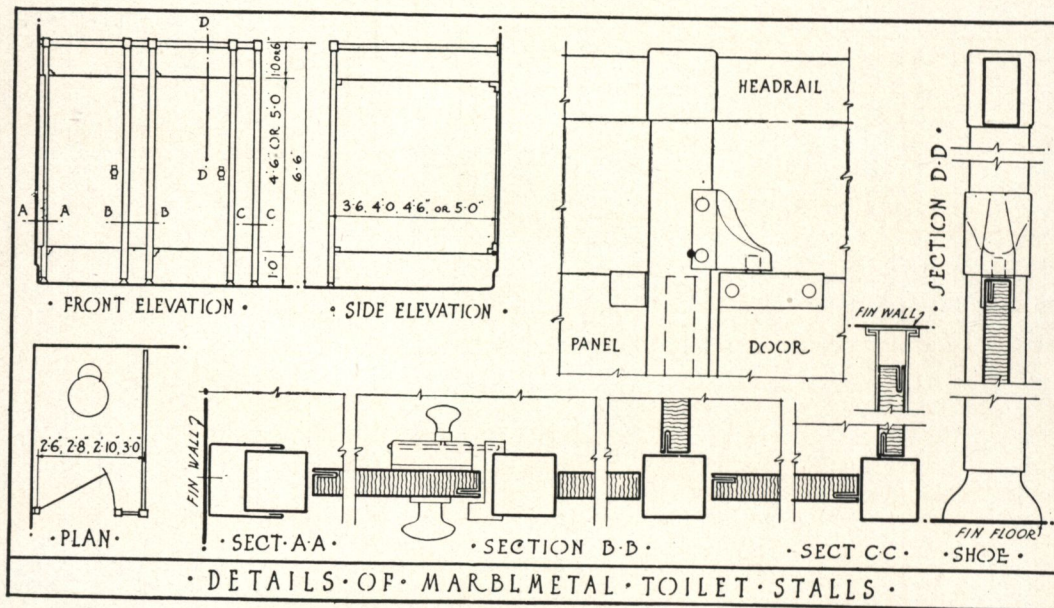 D.
1·0 or 6"
4'·6" OR 5'·0
6'·6"
D.
A A B B C C
1·0"
· FRONT ELEVATION ·
3·6, 4·0, 4·6", OR 5·0"
· SIDE ELEVATION ·
HEADRAIL
PANEL
DOOR
SECTION D·D ·
FIN WALL
2·6", 2·8", 2·10", 3·0"
· PLAN ·
FIN WALL
· SECT·A·A ·
· SECTION B·B ·
· SECT C·C ·
FIN FLOOR
· SHOE ·
· DETAILS · OF · MARBLMETAL · TOILET · STALLS ·